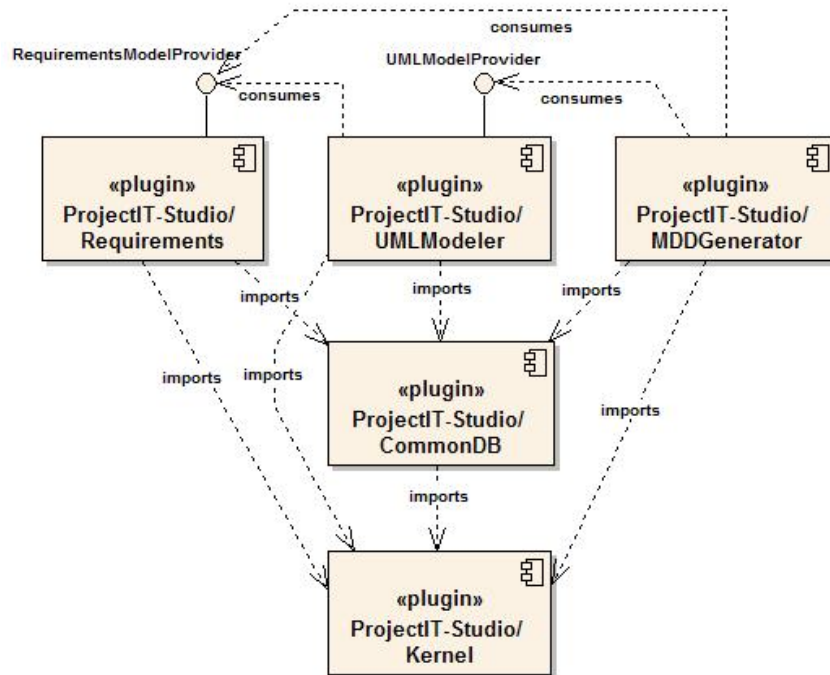 consumes
RequirementsModelProvider
UMLModelProvider
consumes
consumes
«plugin»
ProjectIT-Studio/
Requirements
«plugin»
ProjectIT-Studio/
UMLModeler
«plugin»
ProjectIT-Studio/
MDDGenerator
imports
imports
imports
«plugin»
ProjectIT-Studio/
CommonDB
imports
imports
imports
imports
«plugin»
ProjectIT-Studio/
Kernel